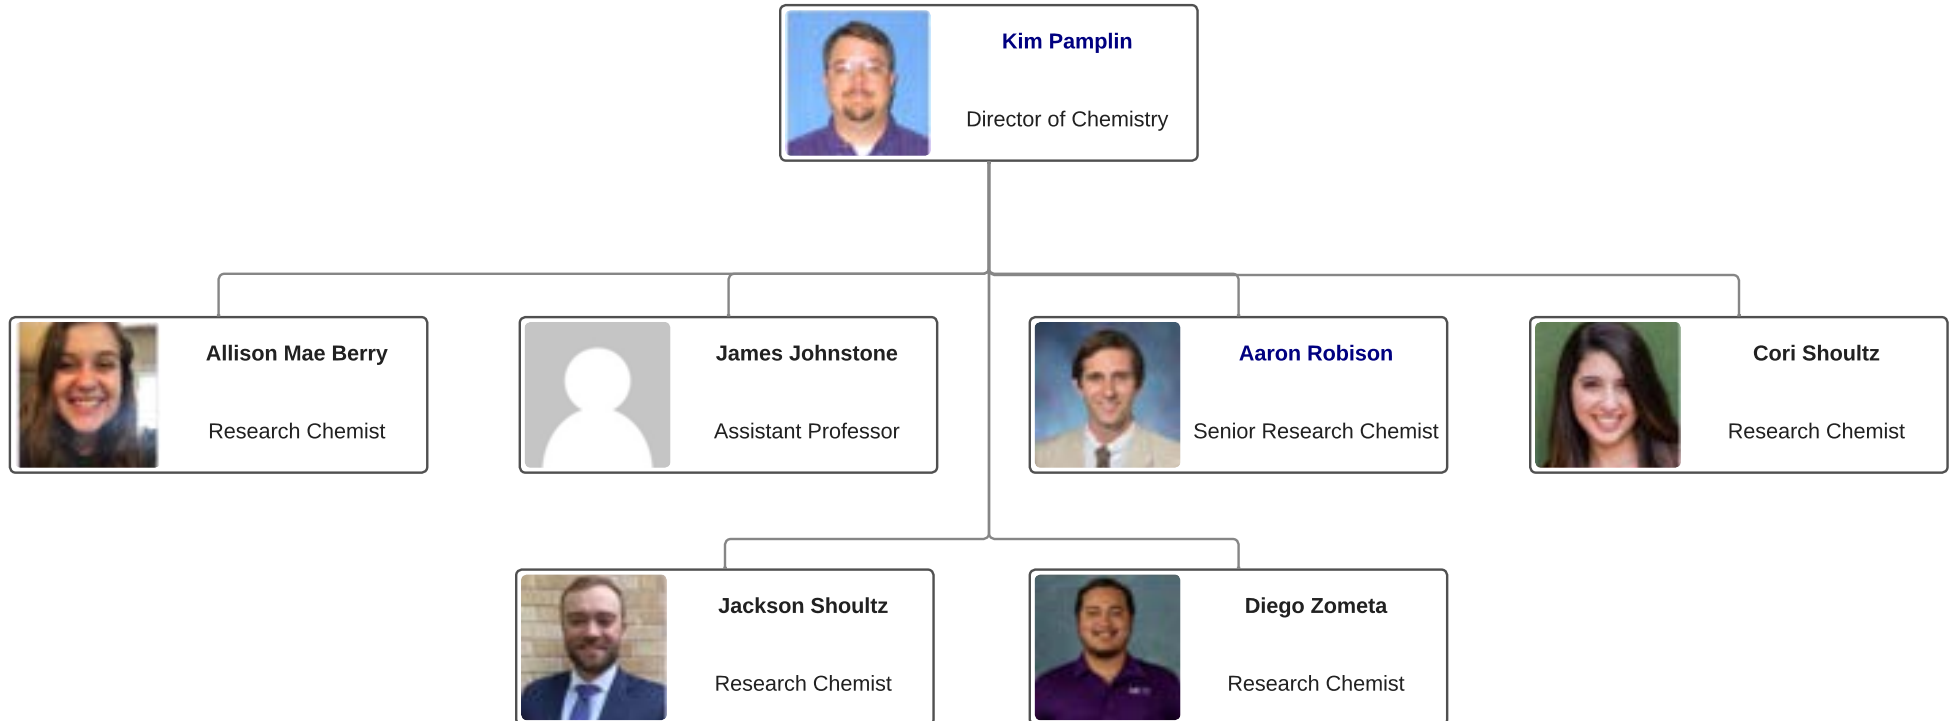 Kim Pamplin
Director of Chemistry
Allison Mae Berry
Research Chemist
James Johnstone
Assistant Professor
Aaron Robison
Senior Research Chemist
Cori Shoultz
Research Chemist
Jackson Shoultz
Research Chemist
Diego Zometa
Research Chemist